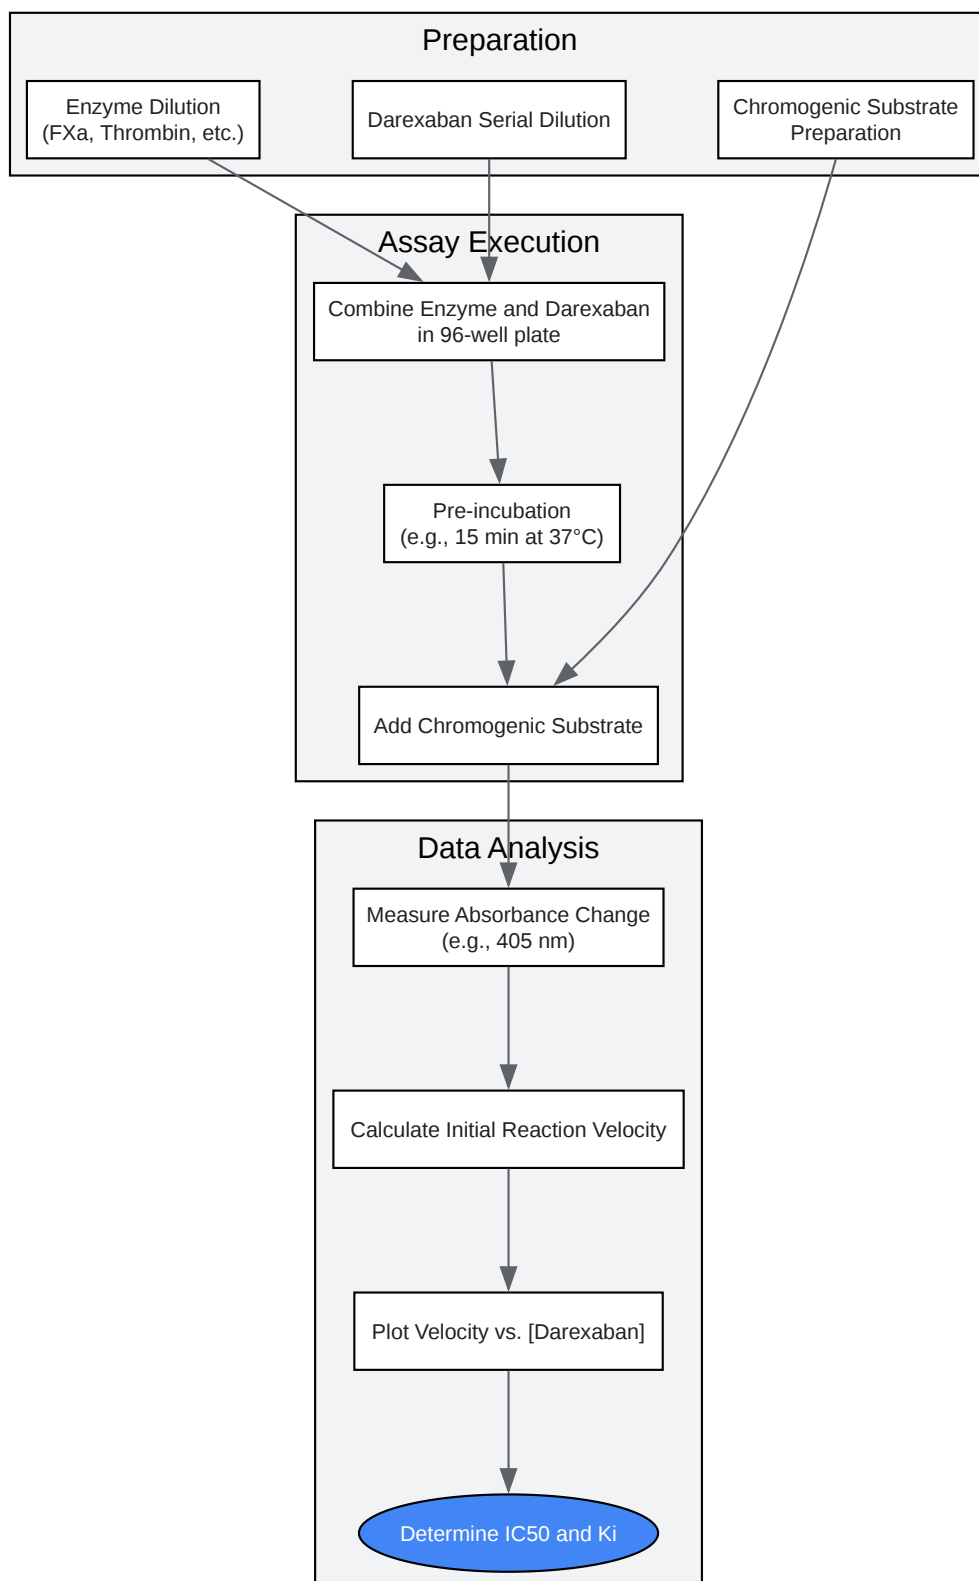 Preparation
Enzyme Dilution
(FXa, Thrombin, etc.)
Darexaban Serial Dilution
Chromogenic Substrate
Preparation
Assay Execution
Combine Enzyme and Darexaban
in 96-well plate
Pre-incubation
(e.g., 15 min at 37°C)
Add Chromogenic Substrate
Data Analysis
Measure Absorbance Change
(e.g., 405 nm)
Calculate Initial Reaction Velocity
Plot Velocity vs. [Darexaban]
Determine IC50 and Ki